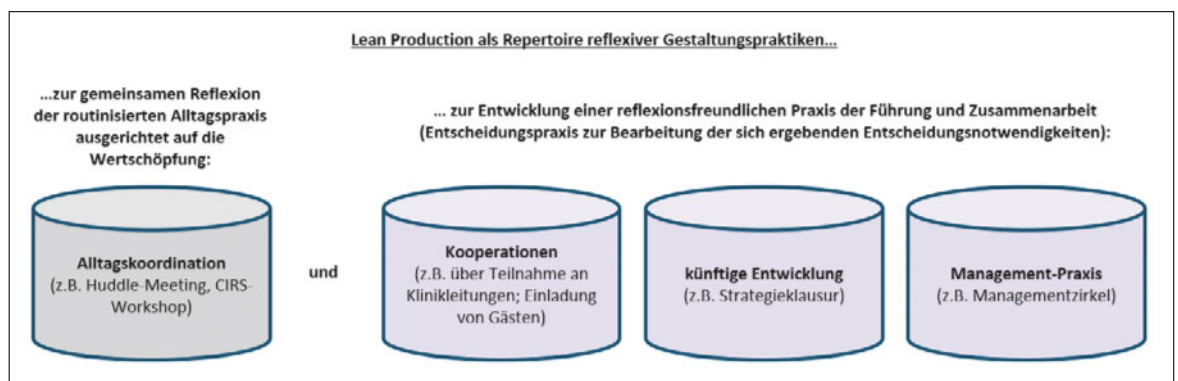 Lean Production als Repertoire reflexiver Gestaltungspraktiken...
...zur gemeinsamen Reflexion
der routinisierten Alltagspraxis
ausgerichtet auf die
Wertschöpfung:
... zur Entwicklung einer reflexionsfreundlichen Praxis der Führung und Zusammenarbeit
(Entscheidungspraxis zur Bearbeitung der sich ergebenden Entscheidungsnotwendigkeiten):
Alltagskoordination
(z.B. Huddle-Meeting, CIRS-
Workshop)
und
Kooperationen
(z.B. über Teilnahme an
Klinikleitungen; Einladung
von Gästen)
künftige Entwicklung
(z.B. Strategieklausur)
Management-Praxis
(z.B. Managementzirkel)